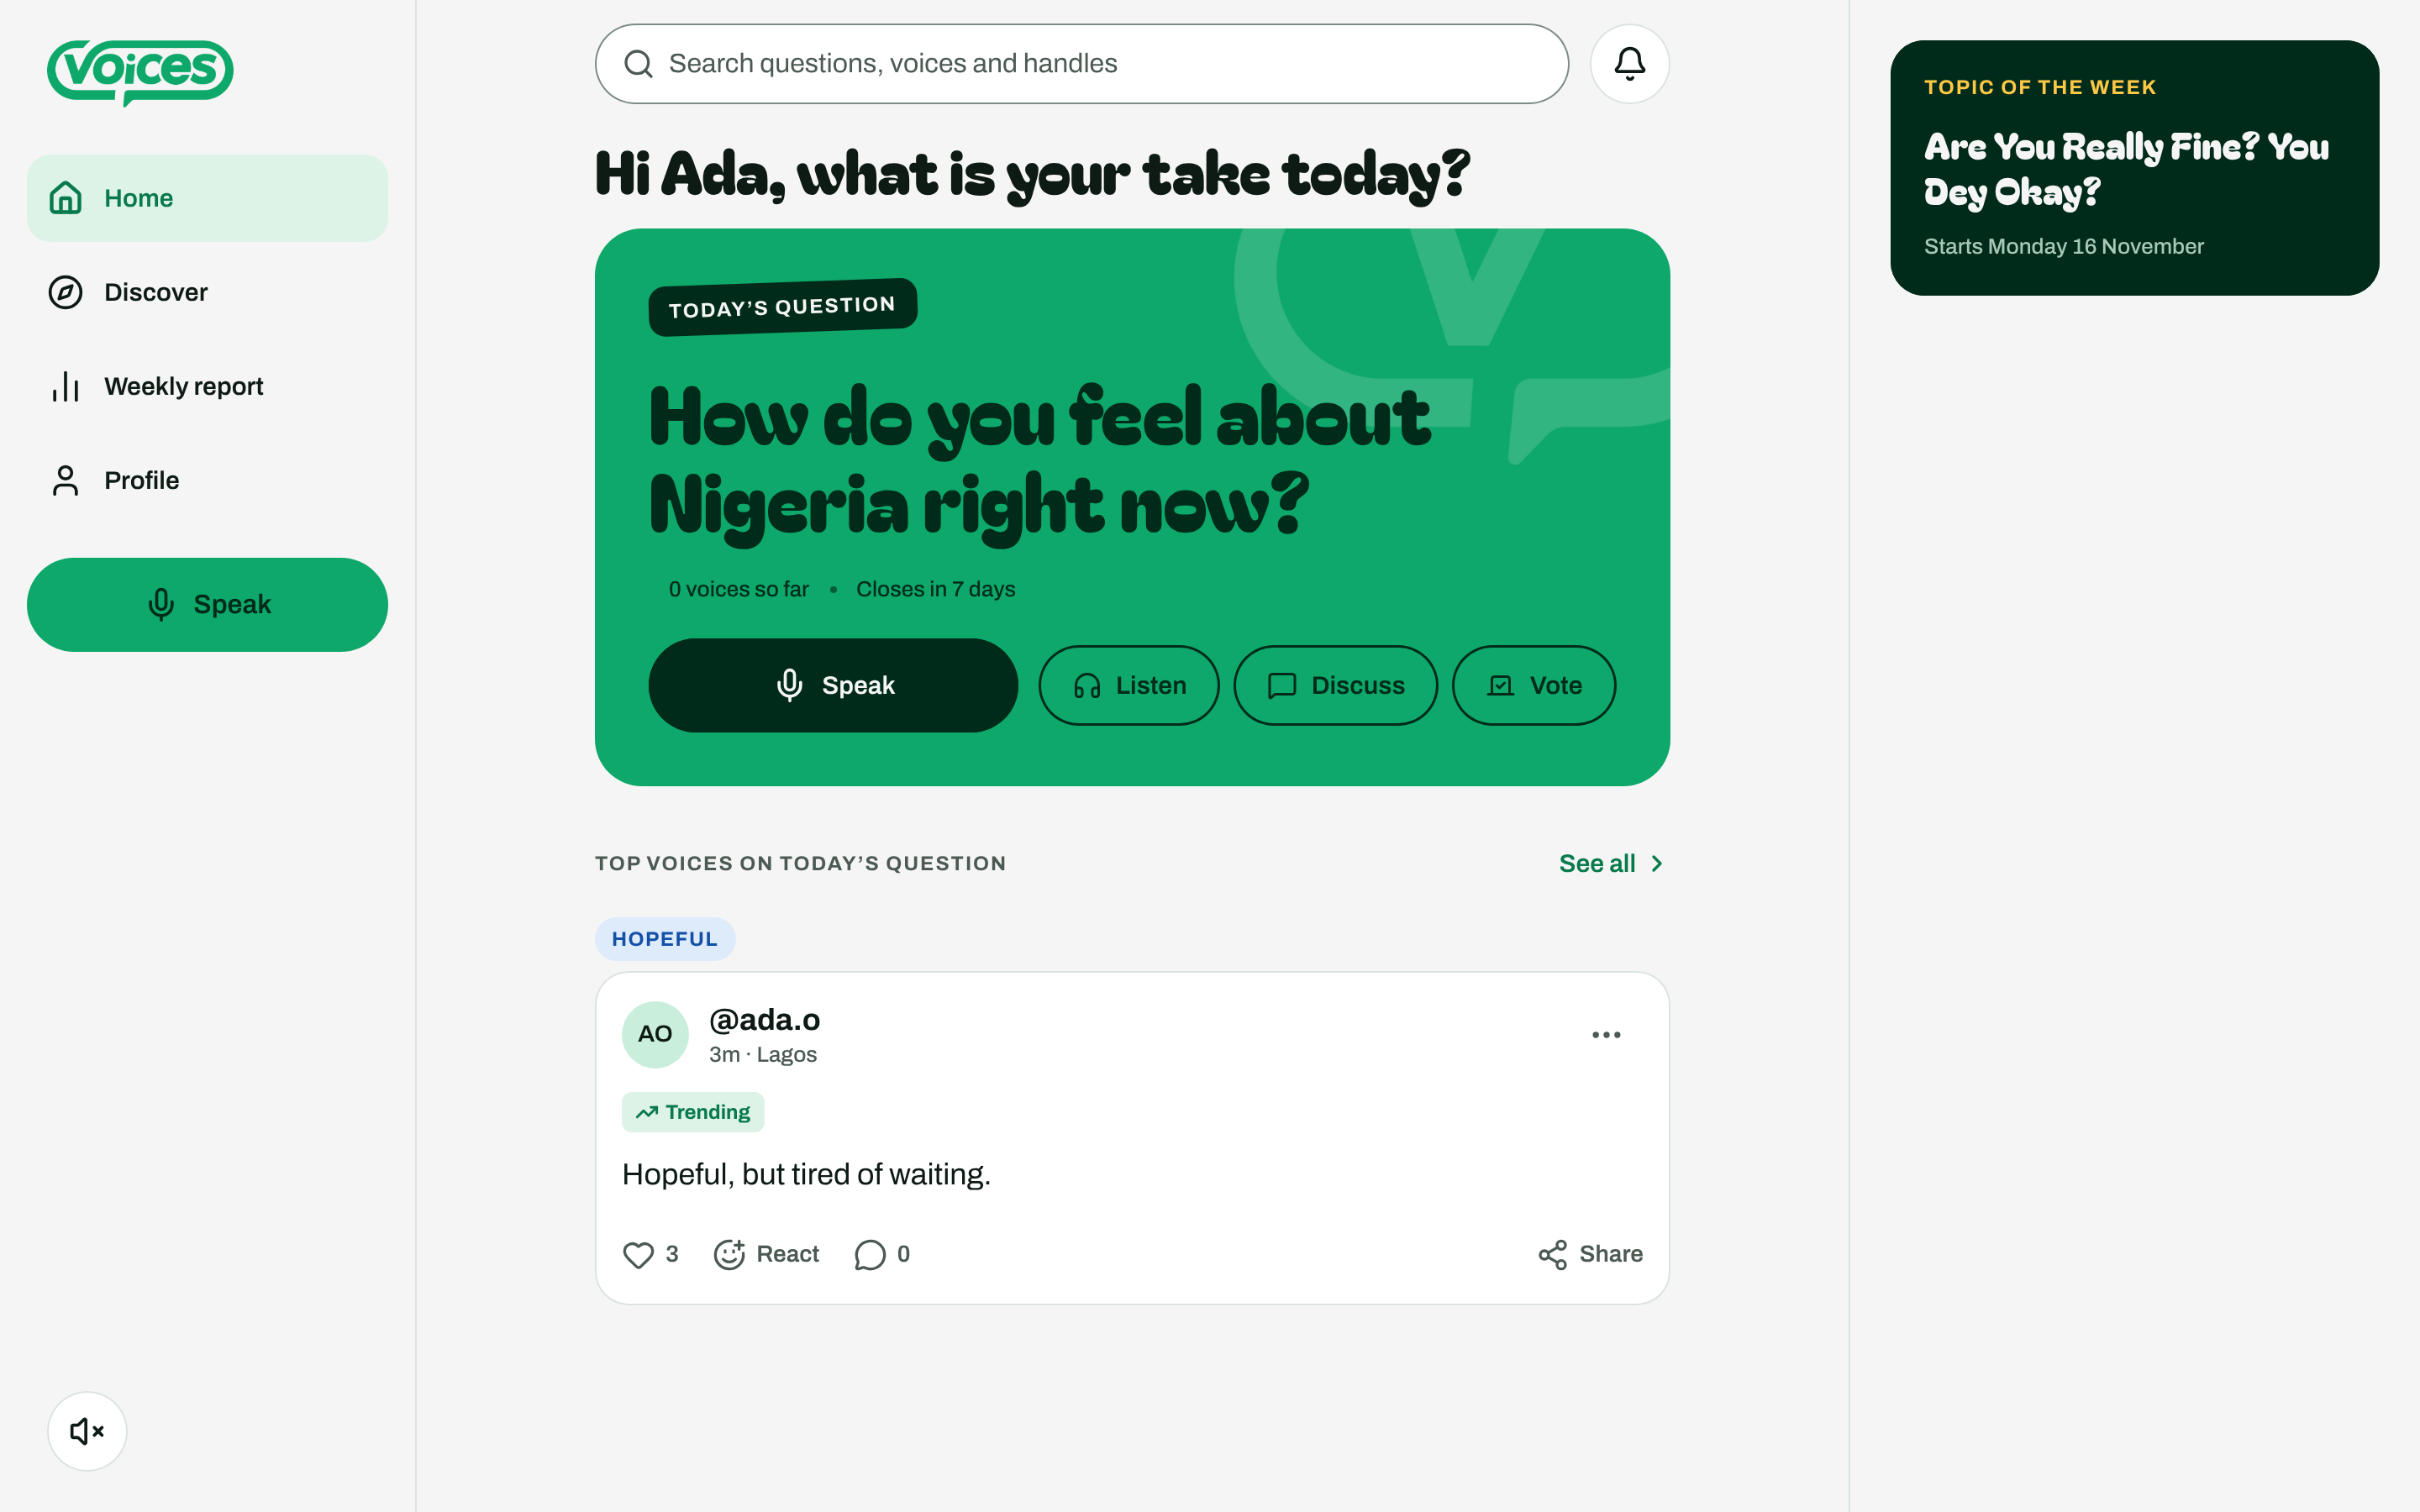 voices
Home
Discover
Weekly report
Profile
Speak
Search questions, voices and handles
Hi Ada, what is your take today?
TODAY’S QUESTION
How do you feel about
Nigeria right now?
0 voices so far • Closes in 7 days
Speak
Listen
Discuss
Vote
TOP VOICES ON TODAY’S QUESTION
See all
HOPEFUL
AO
@ada.o
3m · Lagos
Trending
Hopeful, but tired of waiting.
3
React
0
Share
TOPIC OF THE WEEK
Are You Really Fine? You
Dey Okay?
Starts Monday 16 November